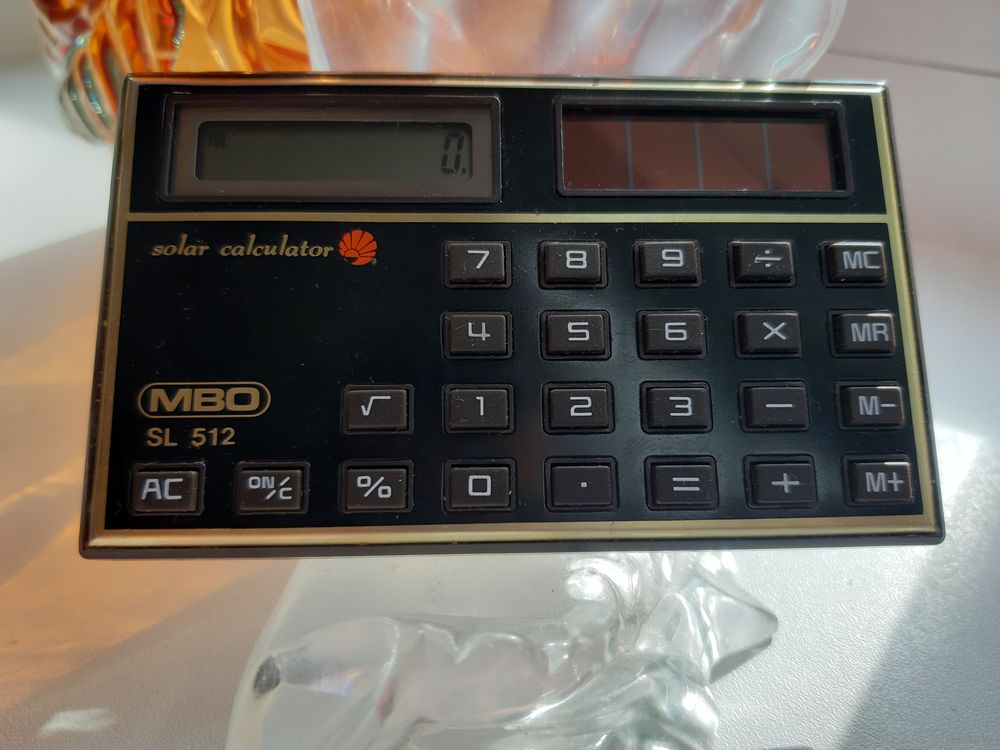 M 0.
solar calculator
7 8 9 ÷ MC
4 5 6 X MR
MBO
√ 1 2 3 − M−
SL 512
AC ON/C % 0 . = + M+